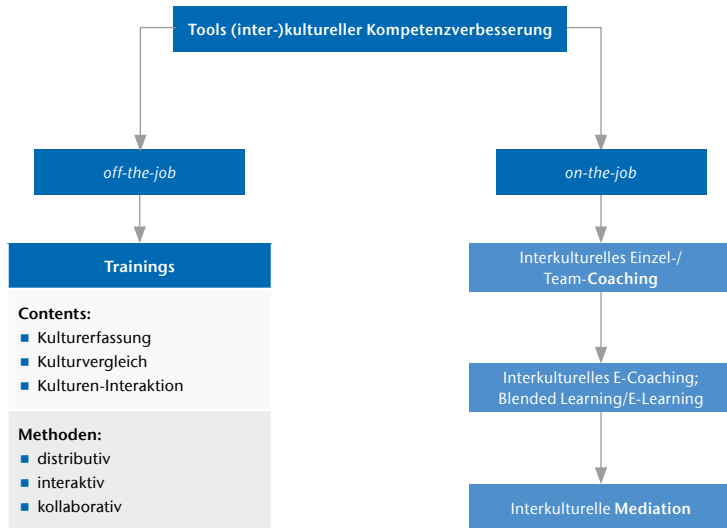 Tools (inter-)kultureller Kompetenzverbesserung
off-the-job
on-the-job
Trainings
Contents:
Kulturerfassung
Kulturvergleich
Kulturen-Interaktion
Methoden:
distributiv
interaktiv
kollaborativ
Interkulturelles Einzel-/
Team-Coaching
Interkulturelles E-Coaching;
Blended Learning/E-Learning
Interkulturelle Mediation